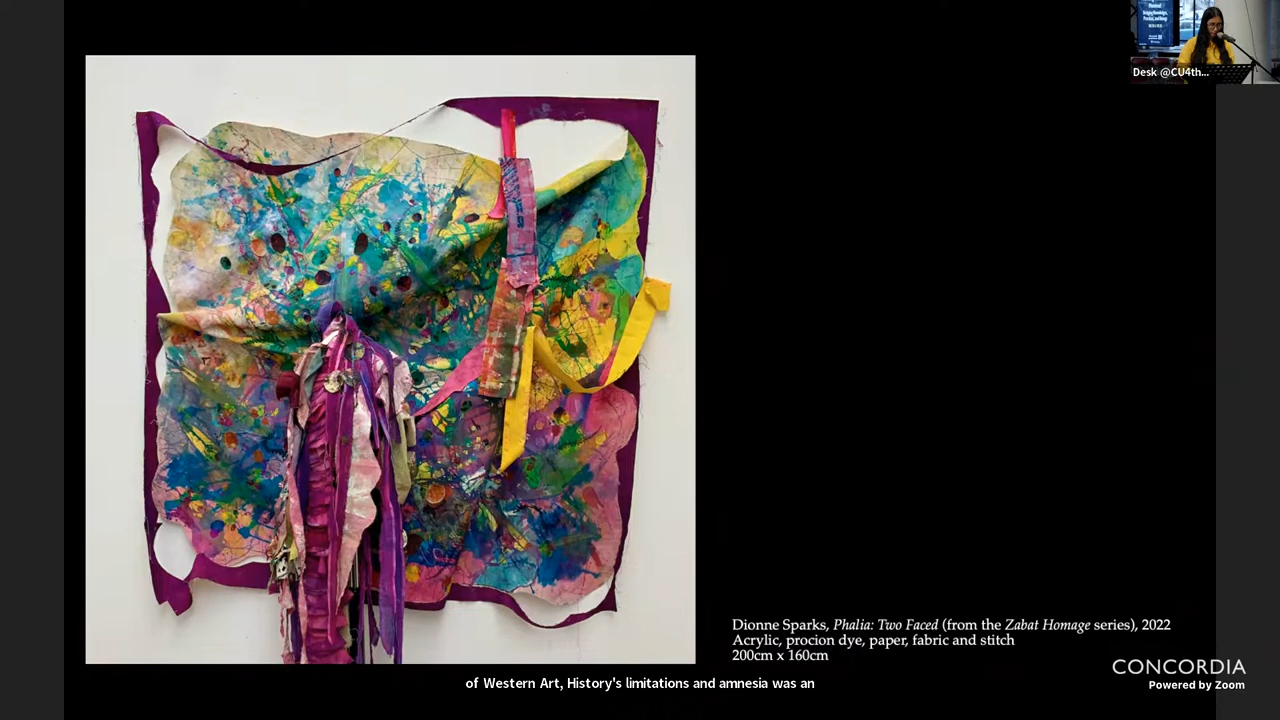 Desk @CU4th...
Dionne Sparks, Phalia: Two Faced (from the Zabat Homage series), 2022
Acrylic, procion dye, paper, fabric and stitch
200cm x 160cm
CONCORDIA
of Western Art, History's limitations and amnesia was an
Powered by Zoom